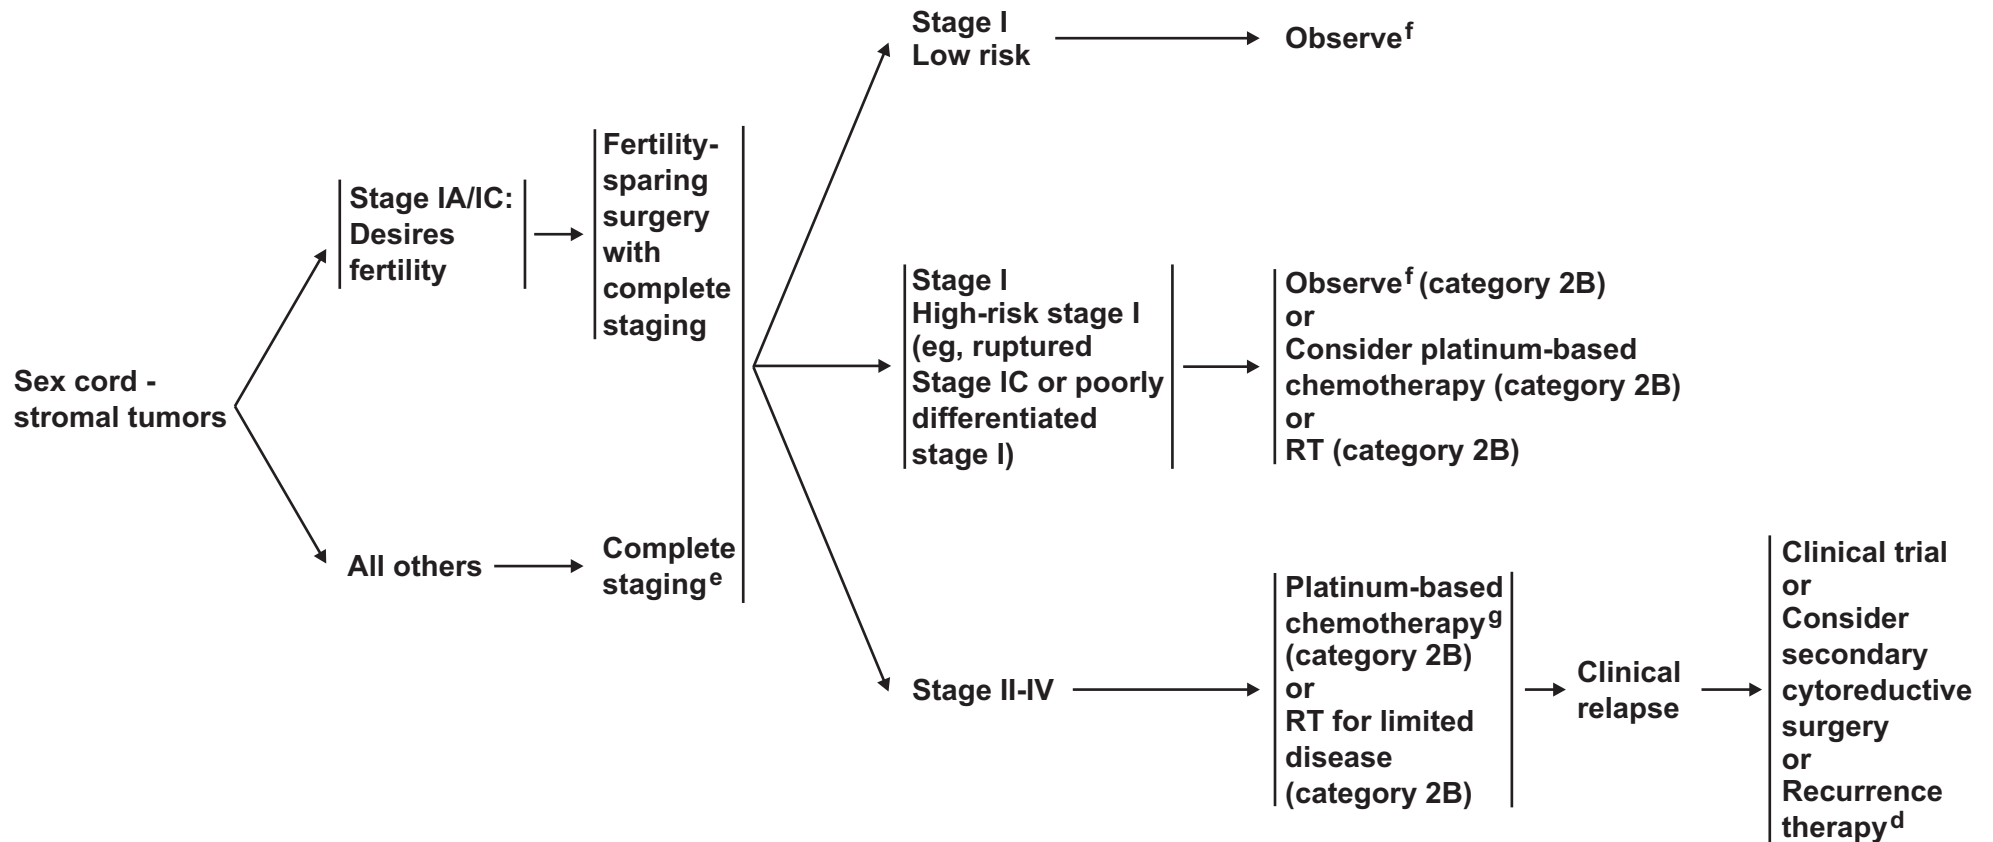 Sex cord -
stromal tumors
Stage IA/IC:
Desires
fertility
All others
Fertility-
sparing
surgery
with
complete
staging
Complete
staging e
Stage I
Low risk
Observe f
Stage I
High-risk stage I
(eg, ruptured
Stage IC or poorly
differentiated
stage I)
Observe f (category 2B)
or
Consider platinum-based
chemotherapy (category 2B)
or
RT (category 2B)
Stage II-IV
Platinum-based
chemotherapy g
(category 2B)
or
RT for limited
disease
(category 2B)
Clinical
relapse
Clinical trial
or
Consider
secondary
cytoreductive
surgery
or
Recurrence
therapy d